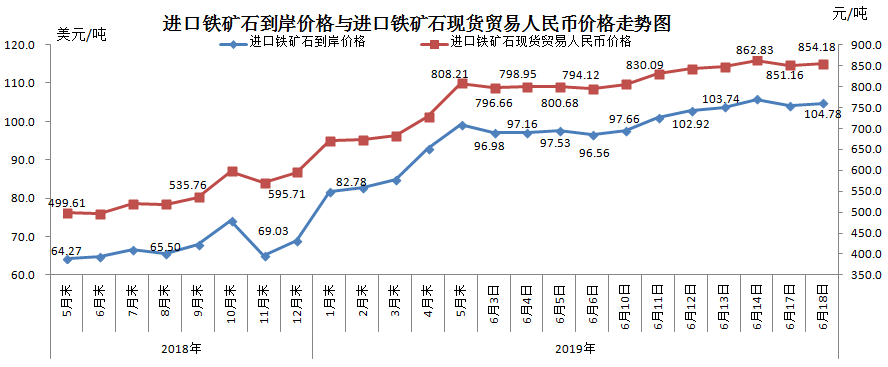 进口铁矿石到岸价格与进口铁矿石现货贸易人民币价格走势图
美元/吨
元/吨
进口铁矿石到岸价格
进口铁矿石现货贸易人民币价格
120.0
110.0
100.0
90.0
80.0
70.0
60.0
900.0
850.0
800.0
750.0
700.0
650.0
600.0
550.0
500.0
450.0
400.0
350.0
499.61
535.76
595.71
808.21
796.66
798.95
800.68
794.12
830.09
862.83
851.16
854.18
64.27
65.50
69.03
82.78
96.98
97.16
97.53
96.56
97.66
102.92
103.74
104.78
5月末
6月末
7月末
8月末
9月末
10月末
11月末
12月末
1月末
2月末
3月末
4月末
5月末
6月3日
6月4日
6月5日
6月6日
6月10日
6月11日
6月12日
6月13日
6月14日
6月17日
6月18日
2018年
2019年